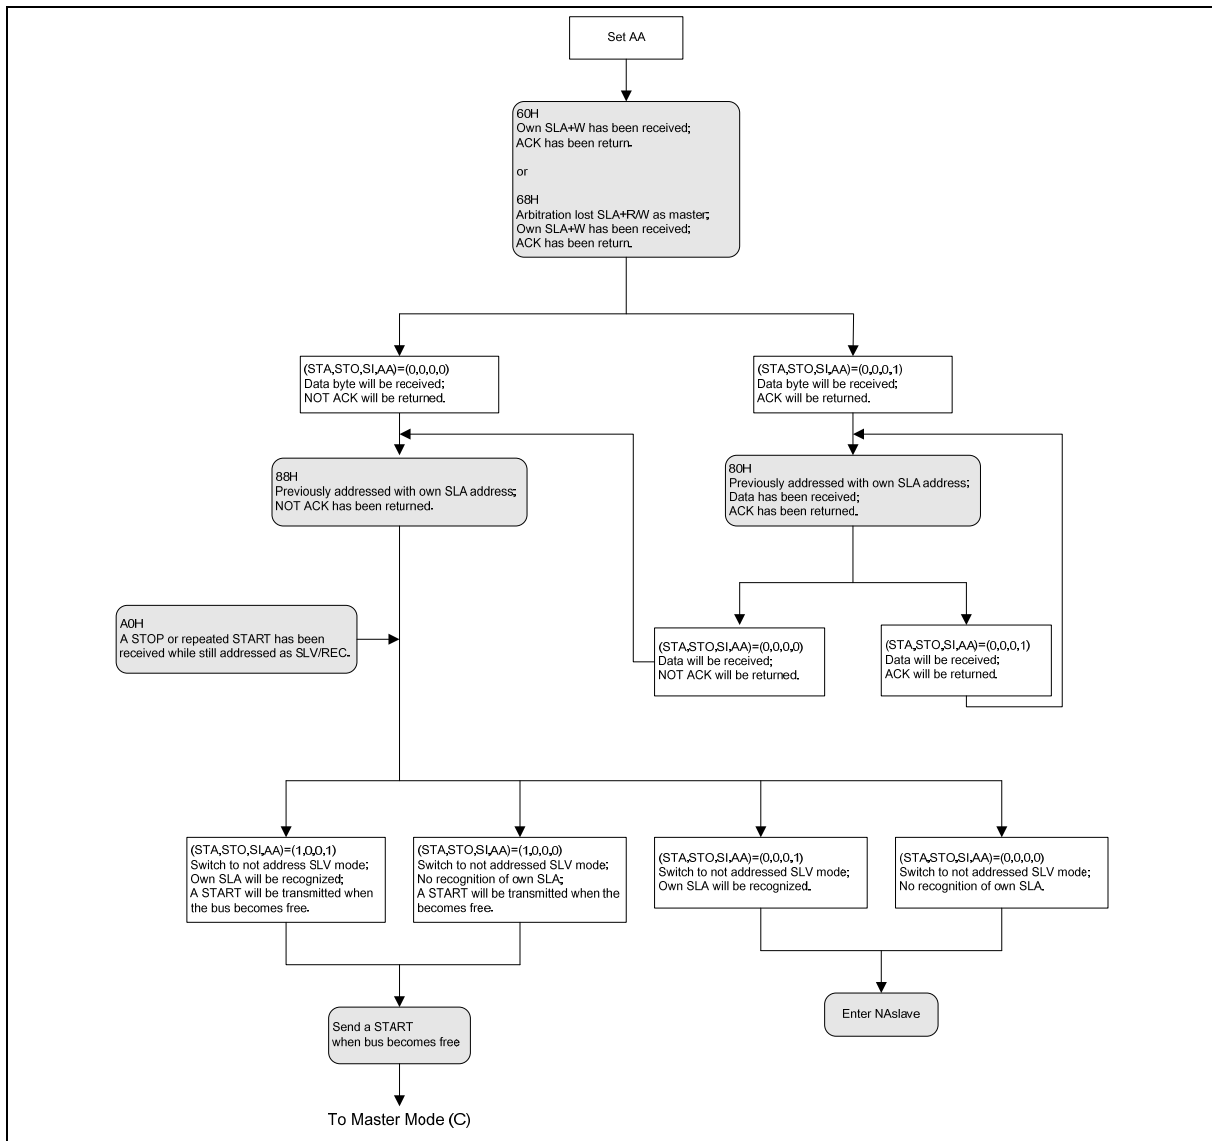 Set AA
60H
Own SLA+W has been received;
ACK has been return.
or
68H
Arbitration lost SLA+R/W as master;
Own SLA+W has been received;
ACK has been return.
(STA,STO,SI,AA)=(0,0,0,0)
Data byte will be received;
NOT ACK will be returned.
(STA,STO,SI,AA)=(0,0,0,1)
Data byte will be received;
ACK will be returned.
88H
Previously addressed with own SLA address;
NOT ACK has been returned.
80H
Previously addressed with own SLA address;
Data has been received;
ACK has been returned.
A0H
A STOP or repeated START has been
received while still addressed as SLV/REC.
(STA,STO,SI,AA)=(0,0,0,0)
Data will be received;
NOT ACK will be returned.
(STA,STO,SI,AA)=(0,0,0,1)
Data will be received;
ACK will be returned.
(STA,STO,SI,AA)=(1,0,0,1)
Switch to not address SLV mode;
Own SLA will be recognized;
A START will be transmitted when
the bus becomes free.
(STA,STO,SI,AA)=(1,0,0,0)
Switch to not addressed SLV mode;
No recognition of own SLA;
A START will be transmitted when the
becomes free.
(STA,STO,SI,AA)=(0,0,0,1)
Switch to not addressed SLV mode;
Own SLA will be recognized.
(STA,STO,SI,AA)=(0,0,0,0)
Switch to not addressed SLV mode;
No recognition of own SLA.
Send a START
when bus becomes free
Enter NAslave
To Master Mode (C)